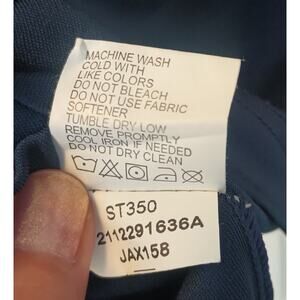 MACHINE WASH
COLD WITH
LIKE COLORS
DO NOT BLEACH
DO NOT USE FABRIC
SOFTENER
TUMBLE DRY LOW
REMOVE PROMPTLY
COOL IRON IF NEEDED
DO NOT DRY CLEAN
ST350
2112291636A
JAX158